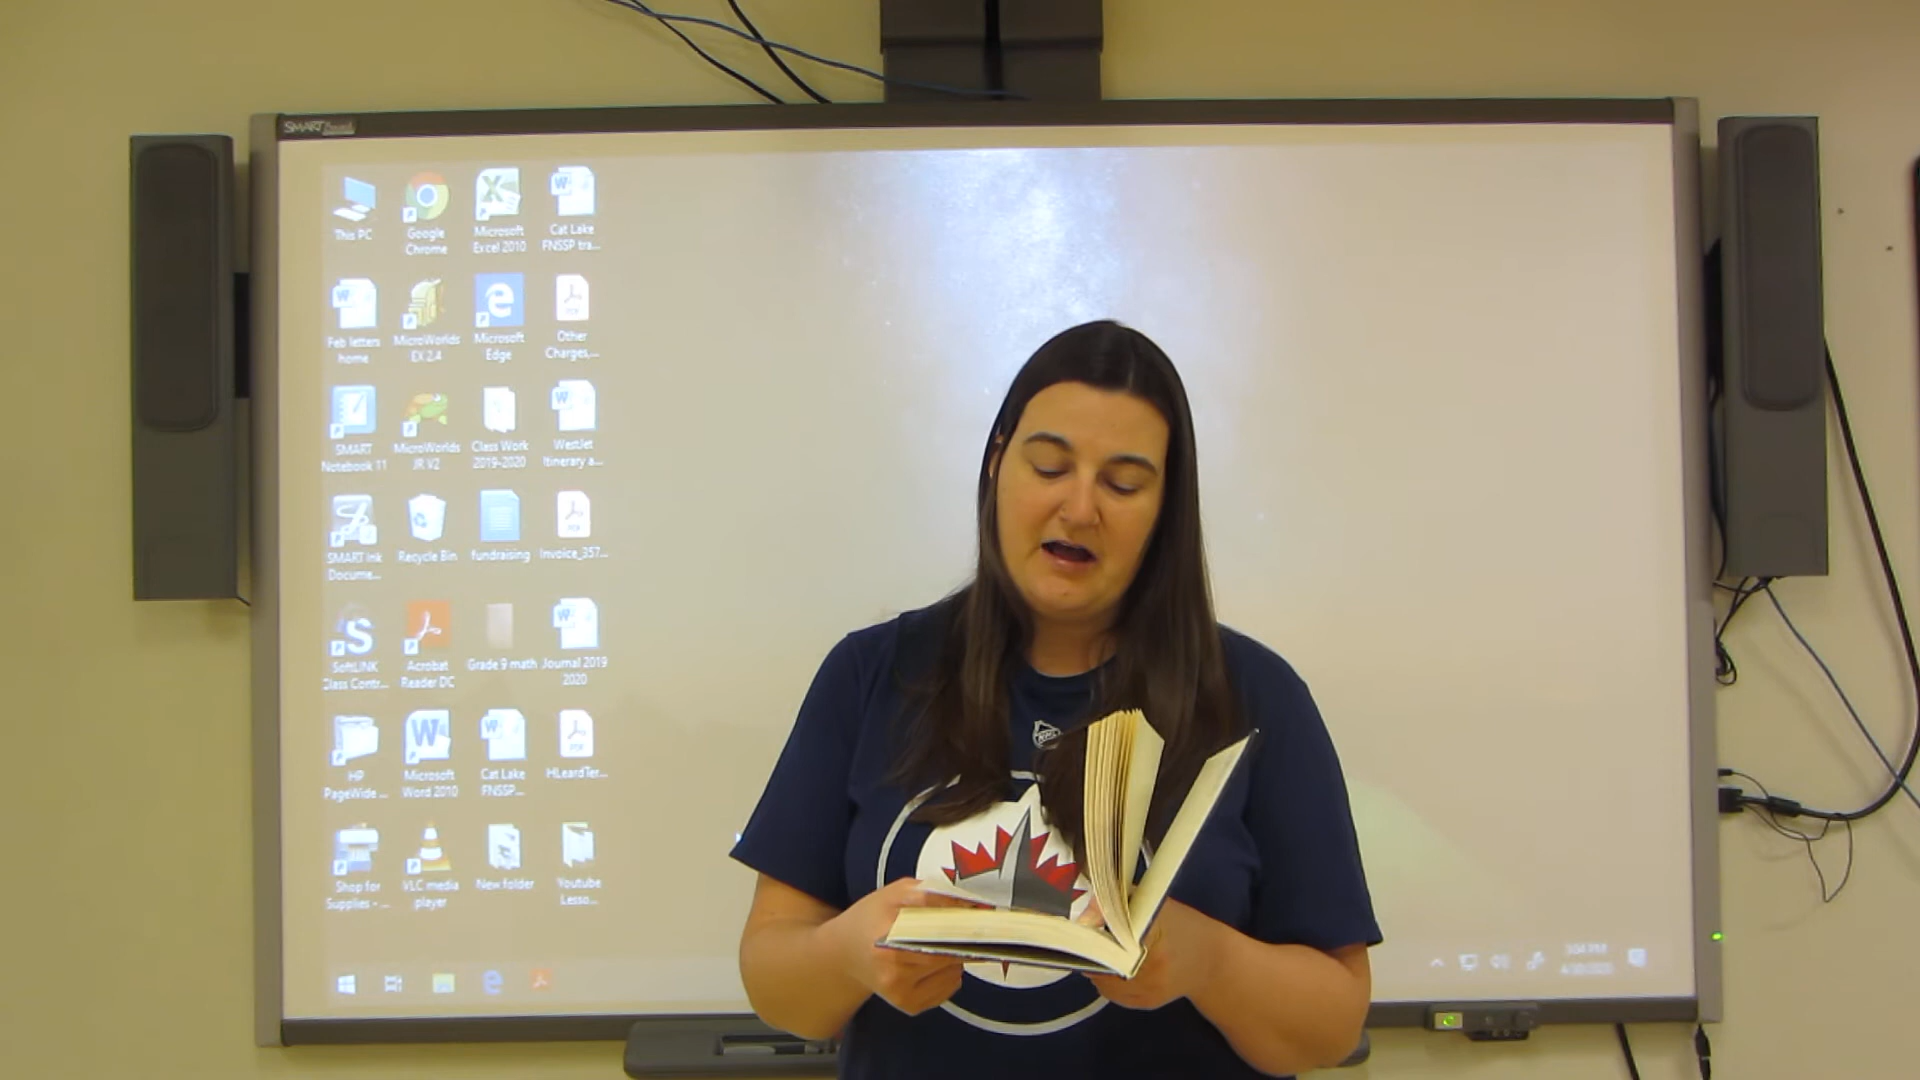 SMART Board
This PC
Google
Chrome
Microsoft
Excel 2010
Cat Lake
FNSSP tra...
Feb letters
home
MicroWorlds
EX 2.4
Microsoft
Edge
Other
Charges,...
SMART
Notebook 11
MicroWorlds
JR V2
Class Work
2019-2020
WestJet
Itinerary a...
SMART Ink
Docume...
Recycle Bin
fundraising
Invoice_357...
SoftLINK
Class Contr...
Acrobat
Reader DC
Grade 9 math
Journal 2019
2020
HP
PageWide ...
Microsoft
Word 2010
Cat Lake
FNSSP...
HLeardTer...
Shop for
Supplies - ...
VLC media
player
New folder
Youtube
Lesso...
NHL